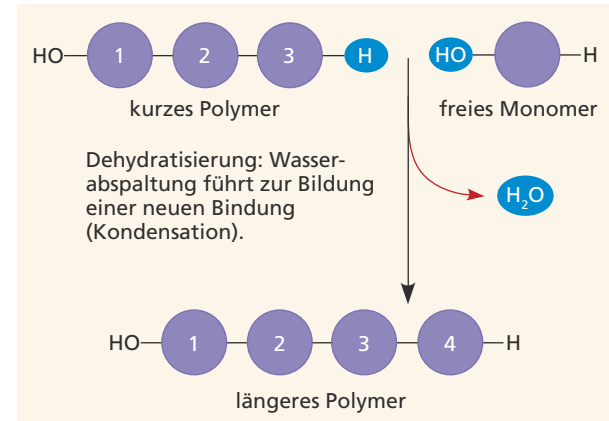 HO 1 2 3 H HO H
kurzes Polymer freies Monomer
Dehydratisierung: Wasser-
abspaltung führt zur Bildung
einer neuen Bindung
(Kondensation).
H₂O
HO 1 2 3 4 H
längeres Polymer